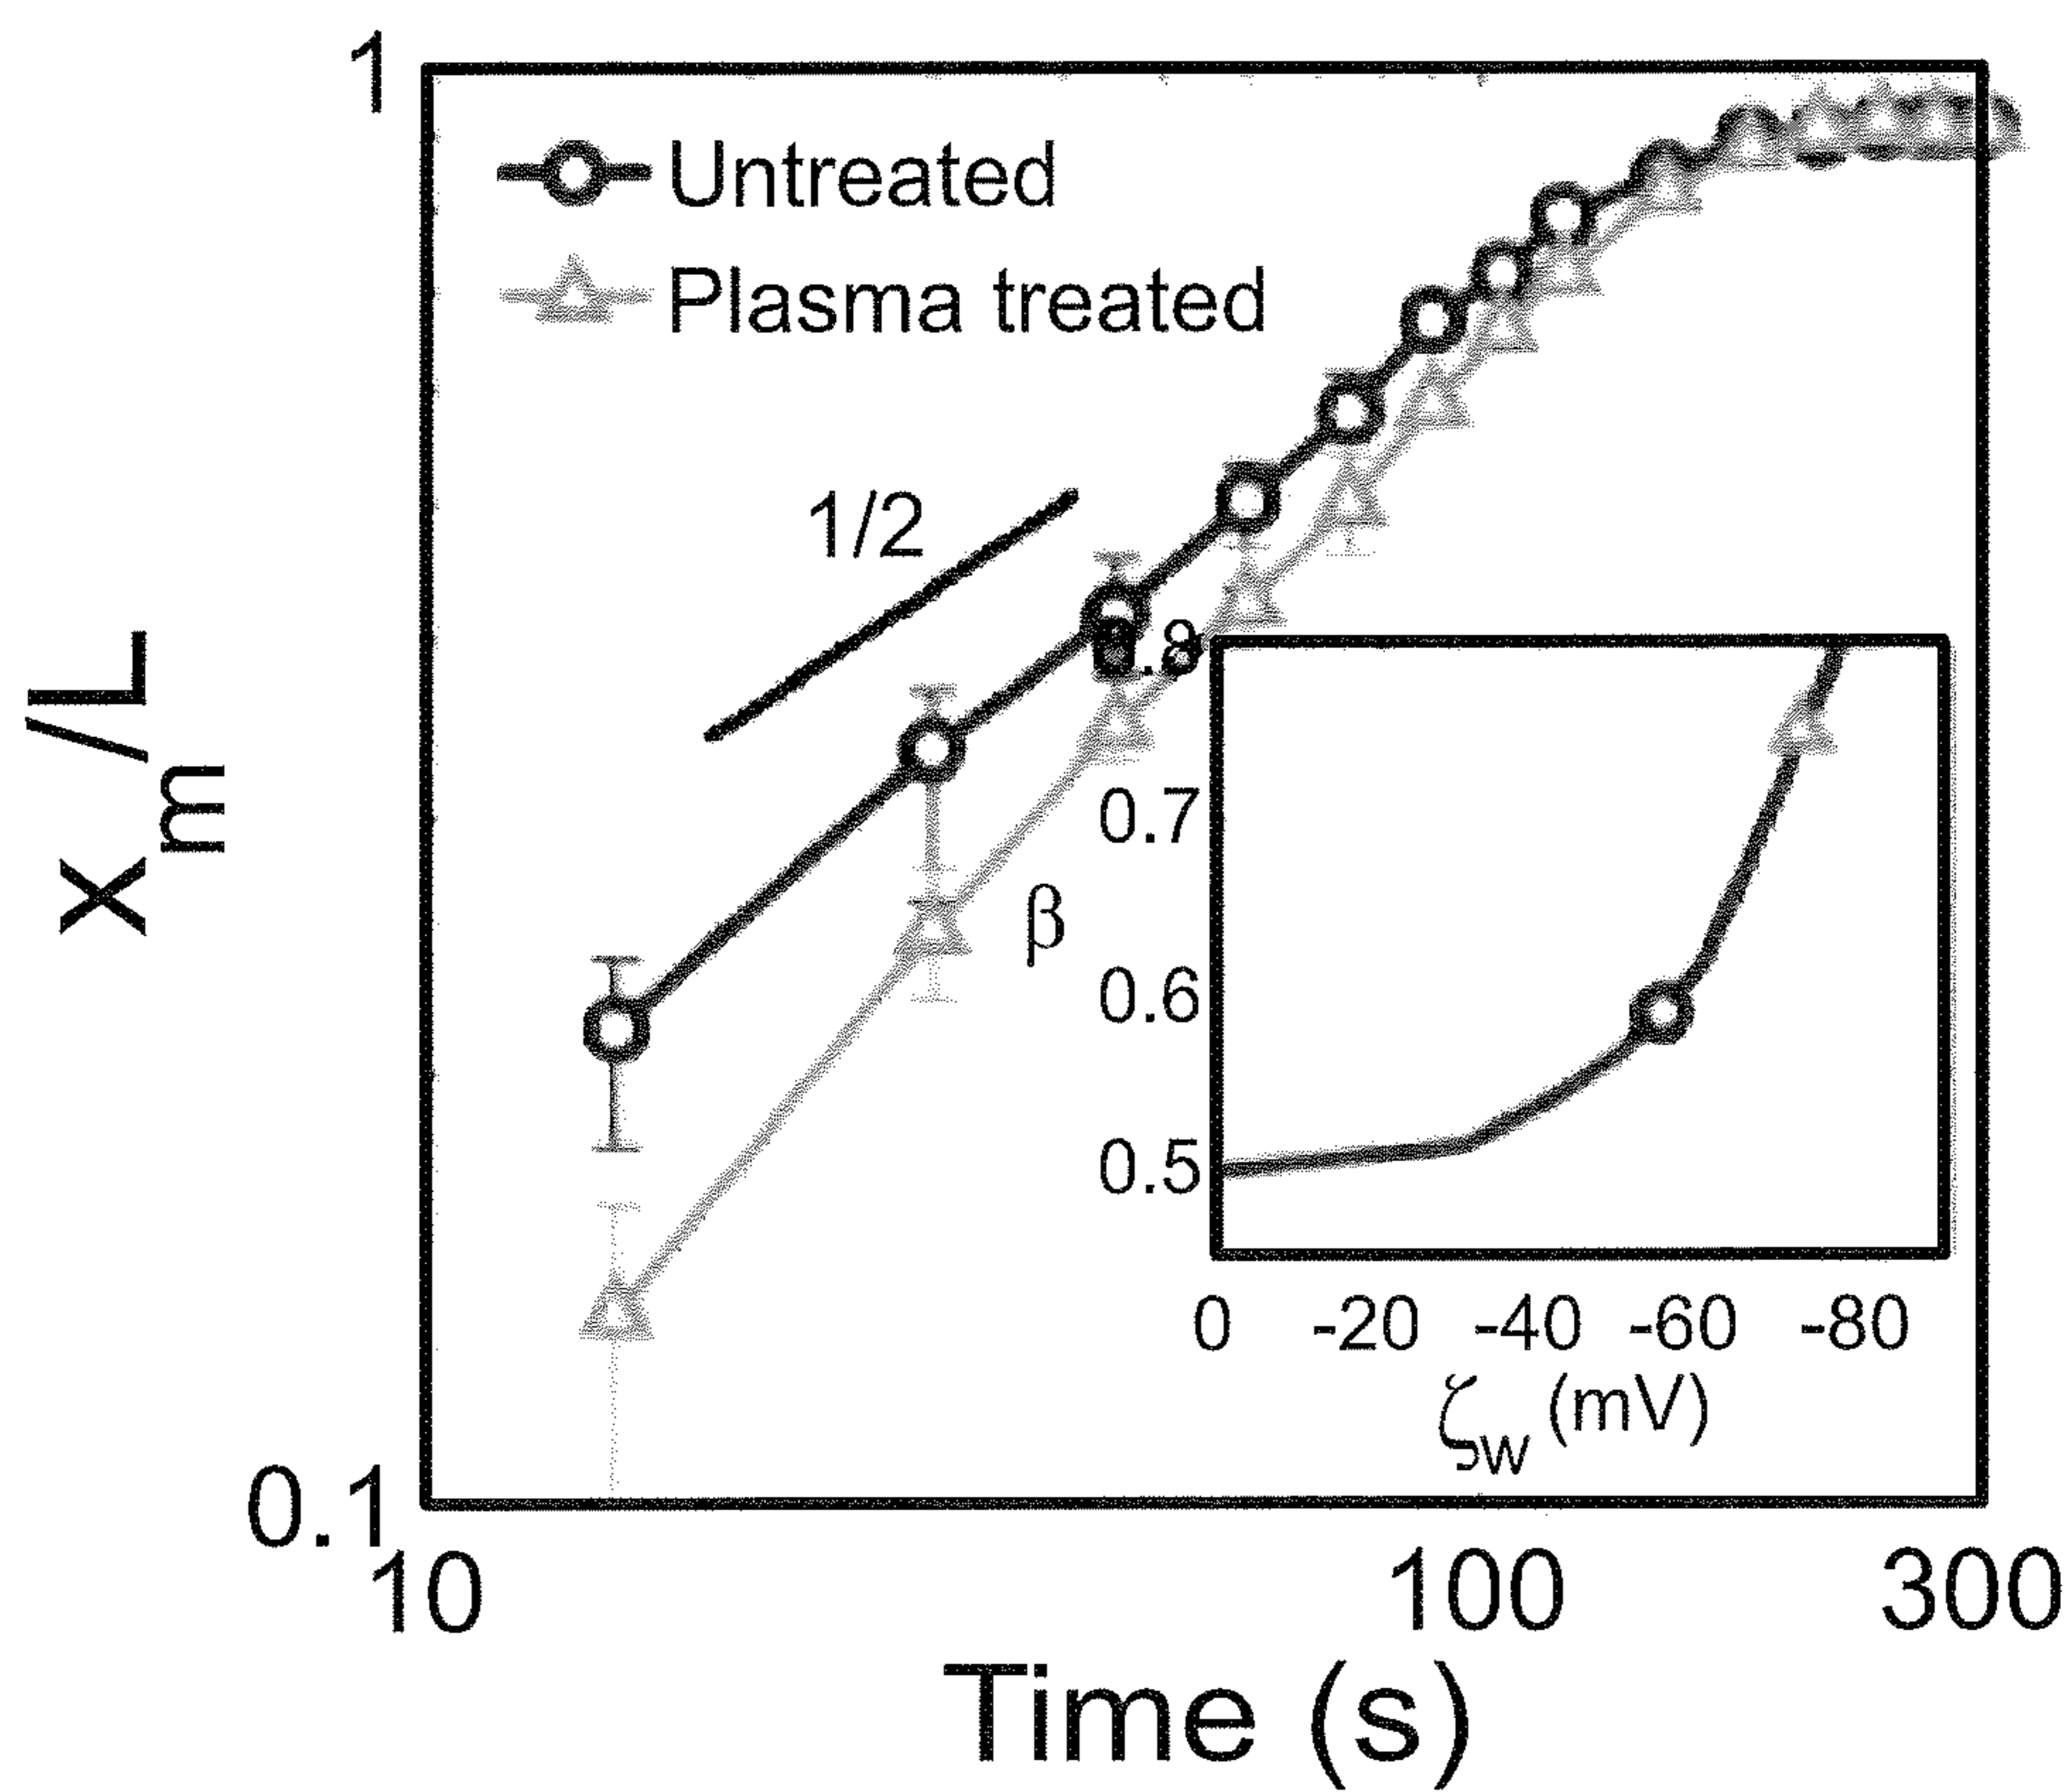 1
Untreated
Plasma treated
1/2
x_m/L
0.8
0.7
β
0.6
0.5
0 -20 -40 -60 -80
ζ_w (mV)
0.1
10 100 300
Time (s)